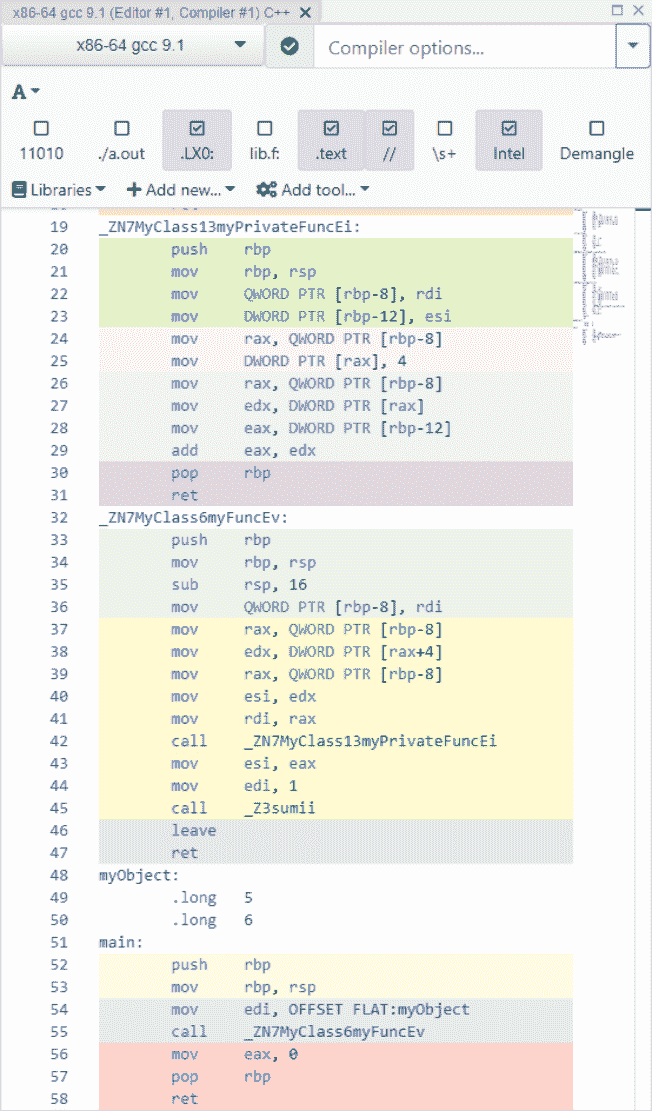 x86-64 gcc 9.1 (Editor #1, Compiler #1) C++
x86-64 gcc 9.1 Compiler options...
A
11010 ./a.out .LX0: lib.f: .text // \s+ Intel Demangle
Libraries + Add new... Add tool...
19 _ZN7MyClass13myPrivateFuncEi:
20 push rbp
21 mov rbp, rsp
22 mov QWORD PTR [rbp-8], rdi
23 mov DWORD PTR [rbp-12], esi
24 mov rax, QWORD PTR [rbp-8]
25 mov DWORD PTR [rax], 4
26 mov rax, QWORD PTR [rbp-8]
27 mov edx, DWORD PTR [rax]
28 mov eax, DWORD PTR [rbp-12]
29 add eax, edx
30 pop rbp
31 ret
32 _ZN7MyClass6myFuncEv:
33 push rbp
34 mov rbp, rsp
35 sub rsp, 16
36 mov QWORD PTR [rbp-8], rdi
37 mov rax, QWORD PTR [rbp-8]
38 mov edx, DWORD PTR [rax+4]
39 mov rax, QWORD PTR [rbp-8]
40 mov esi, edx
41 mov rdi, rax
42 call _ZN7MyClass13myPrivateFuncEi
43 mov esi, eax
44 mov edi, 1
45 call _Z3sumii
46 leave
47 ret
48 myObject:
49 .long 5
50 .long 6
51 main:
52 push rbp
53 mov rbp, rsp
54 mov edi, OFFSET FLAT:myObject
55 call _ZN7MyClass6myFuncEv
56 mov eax, 0
57 pop rbp
58 ret